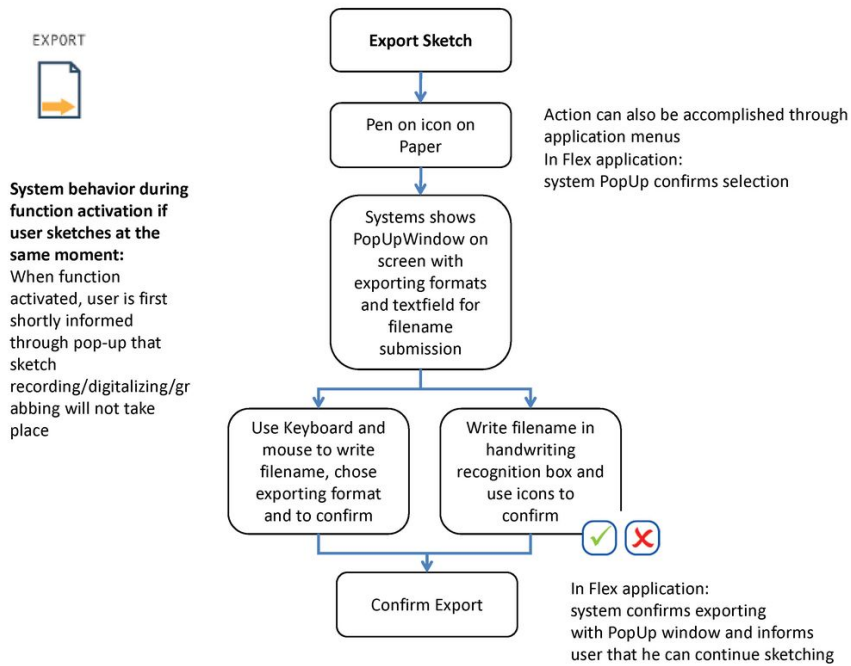 EXPORT
Export Sketch
Pen on icon on
Paper
Action can also be accomplished through
application menus
In Flex application:
system PopUp confirms selection
System behavior during
function activation if
user sketches at the
same moment:
When function
activated, user is first
shortly informed
through pop-up that
sketch
recording/digitalizing/gr
abbing will not take
place
Systems shows
PopUpWindow on
screen with
exporting formats
and textfield for
filename
submission
Use Keyboard and
mouse to write
filename, chose
exporting format
and to confirm
Write filename in
handwriting
recognition box and
use icons to
confirm
Confirm Export
In Flex application:
system confirms exporting
with PopUp window and informs
user that he can continue sketching